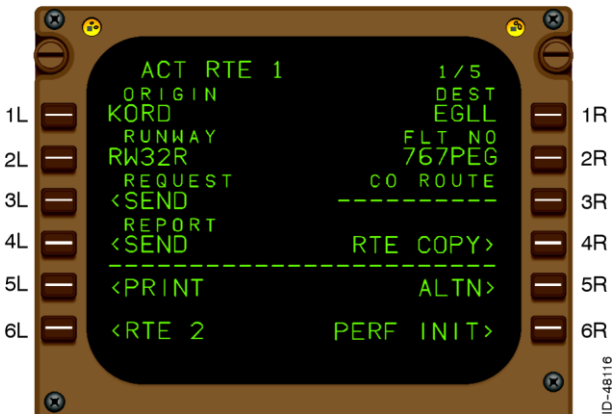 ACT RTE 1 1/5
ORIGIN DEST
1L KORD EGLL 1R
RUNWAY FLT NO
2L RW32R 767PEG 2R
REQUEST CO ROUTE
3L <SEND ---------- 3R
REPORT
4L <SEND RTE COPY> 4R
------------------------
5L <PRINT ALTN> 5R
6L <RTE 2 PERF INIT> 6R
ID-48116